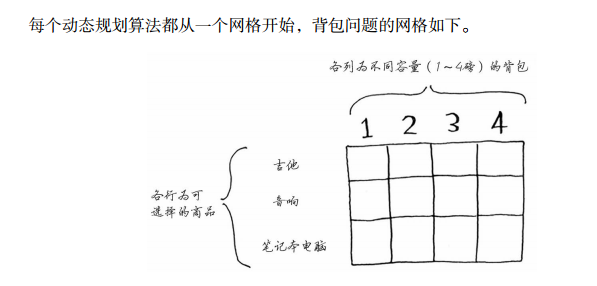 每个动态规划算法都从一个网格开始，背包问题的网格如下。
各列为不同容量（1～4磅）的背包
1 2 3 4
吉他
各行为可
选择的商品
音响
笔记本电脑